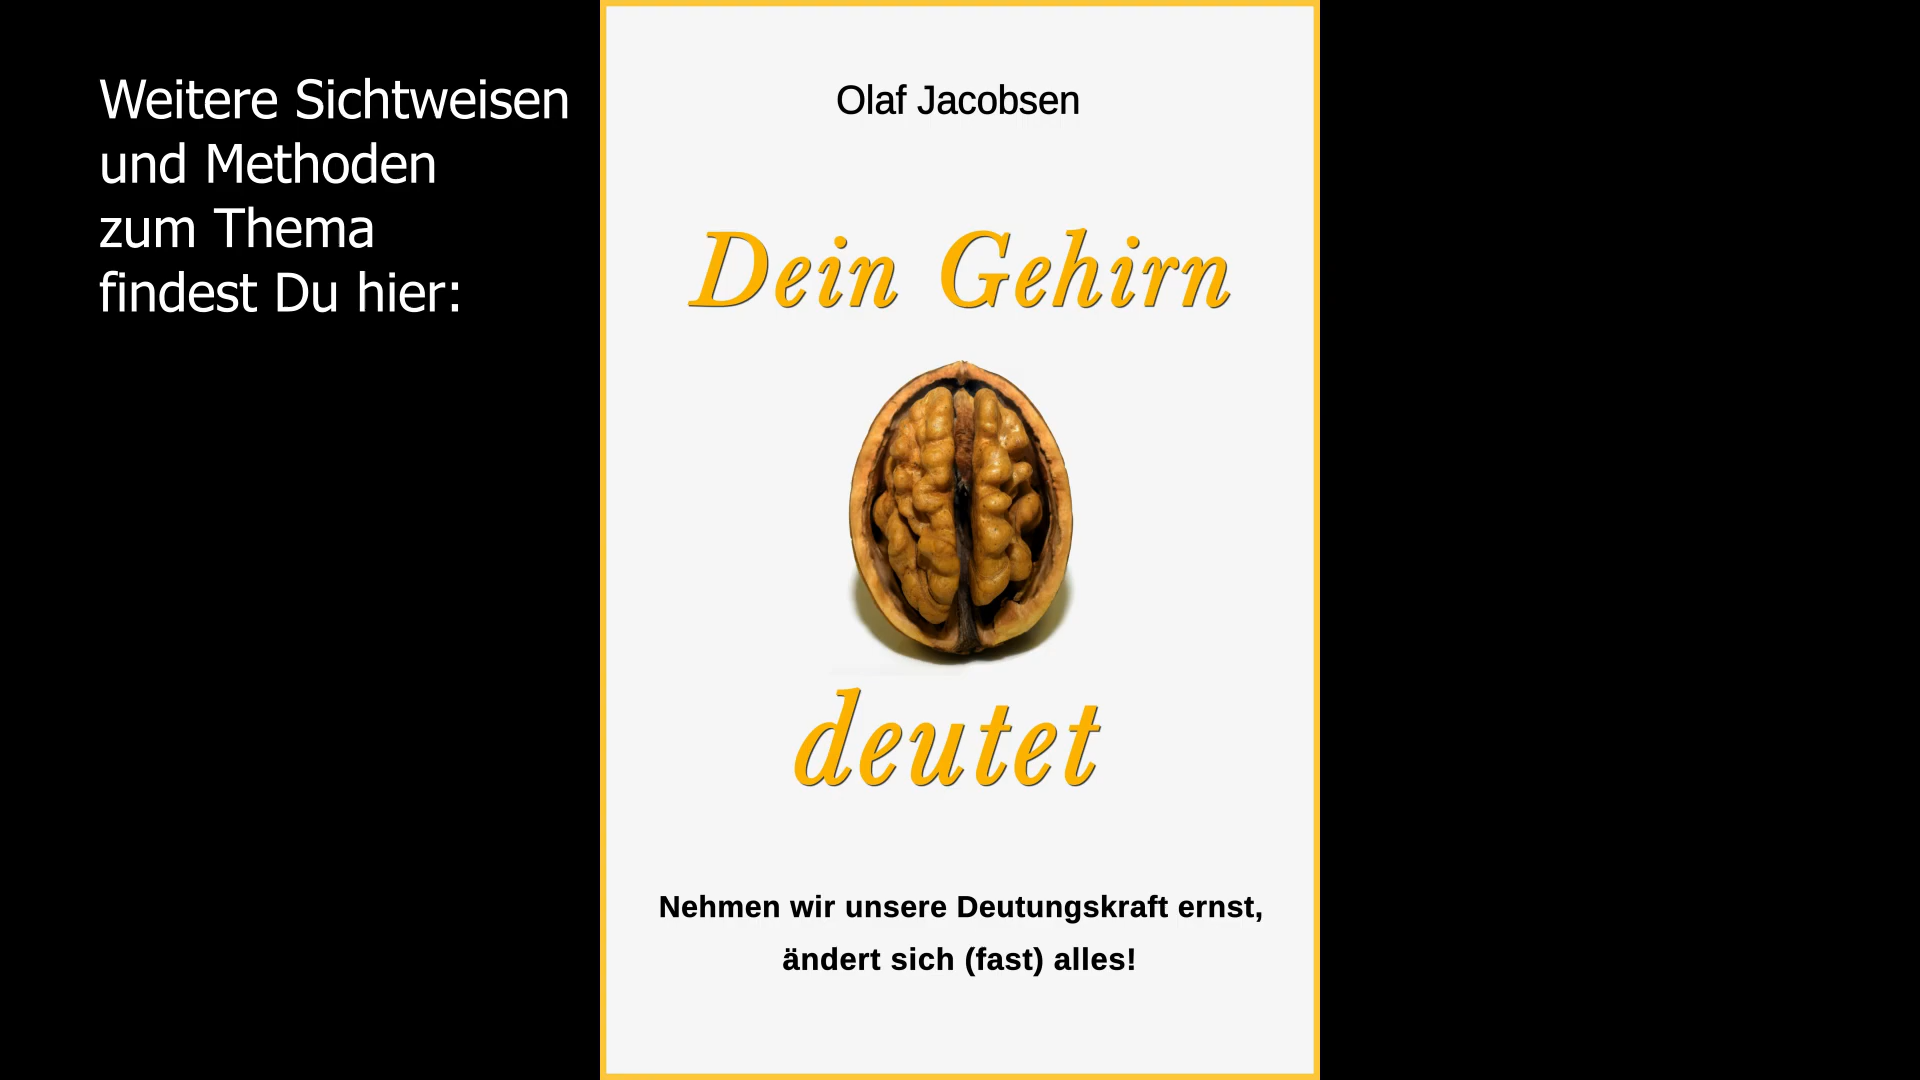 Weitere Sichtweisen
und Methoden
zum Thema
findest Du hier:
Olaf Jacobsen
Dein Gehirn
deutet
Nehmen wir unsere Deutungskraft ernst,
ändert sich (fast) alles!